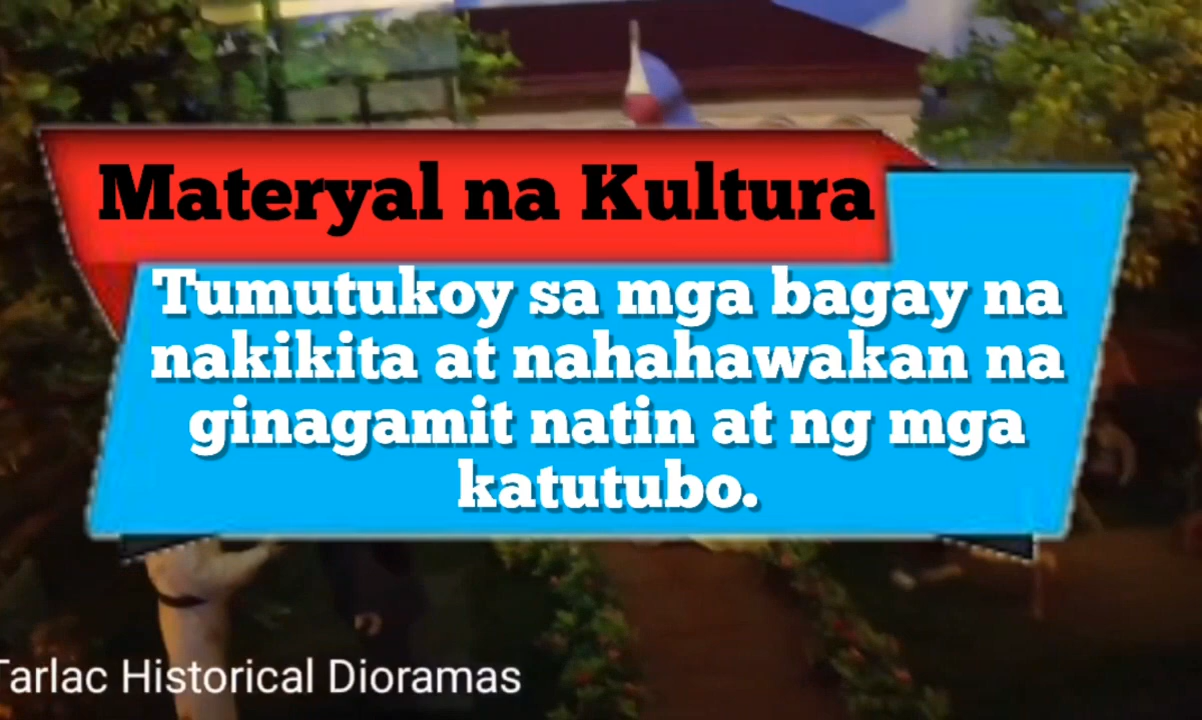 Materyal na Kultura
Tumutukoy sa mga bagay na
nakikita at nahahawakan na
ginagamit natin at ng mga
katutubo.
Tarlac Historical Dioramas